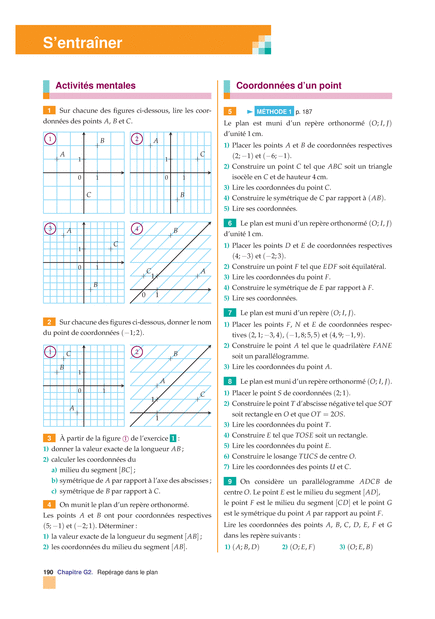 S'entraîner
Activités mentales
1 Sur chacune des figures ci-dessous, lire les coor-
données des points A, B et C.
1 A B C 0 1 1
2 A B C 0 1 1
3 A B C 0 1 1
4 A B C 0 1 1
2 Sur chacune des figures ci-dessous, donner le nom
du point de coordonnées (−1; 2).
1 A B C 0 1 1
2 A B C 0 1 1
3 À partir de la figure 1 de l'exercice 1 :
1) donner la valeur exacte de la longueur AB ;
2) calculer les coordonnées du
a) milieu du segment [BC] ;
b) symétrique de A par rapport à l'axe des abscisses ;
c) symétrique de B par rapport à C.
4 On munit le plan d'un repère orthonormé.
Les points A et B ont pour coordonnées respectives
(5; −1) et (−2; 1). Déterminer :
1) la valeur exacte de la longueur du segment [AB] ;
2) les coordonnées du milieu du segment [AB].
Coordonnées d'un point
5 ► MÉTHODE 1 p. 187
Le plan est muni d'un repère orthonormé (O; I, J)
d'unité 1 cm.
1) Placer les points A et B de coordonnées respectives
(2; −1) et (−6; −1).
2) Construire un point C tel que ABC soit un triangle
isocèle en C et de hauteur 4 cm.
3) Lire les coordonnées du point C.
4) Construire le symétrique de C par rapport à (AB).
5) Lire ses coordonnées.
6 Le plan est muni d'un repère orthonormé (O; I, J)
d'unité 1 cm.
1) Placer les points D et E de coordonnées respectives
(4; −3) et (−2; 3).
2) Construire un point F tel que EDF soit équilatéral.
3) Lire les coordonnées du point F.
4) Construire le symétrique de E par rapport à F.
5) Lire ses coordonnées.
7 Le plan est muni d'un repère (O; I, J).
1) Placer les points F, N et E de coordonnées respec-
tives (2, 1; −3, 4), (−1, 8; 5, 5) et (4, 9; −1, 9).
2) Construire le point A tel que le quadrilatère FANE
soit un parallélogramme.
3) Lire les coordonnées du point A.
8 Le plan est muni d'un repère orthonormé (O; I, J).
1) Placer le point S de coordonnées (2; 1).
2) Construire le point T d'abscisse négative tel que SOT
soit rectangle en O et que OT = 2OS.
3) Lire les coordonnées du point T.
4) Construire E tel que TOSE soit un rectangle.
5) Lire les coordonnées du point E.
6) Construire le losange TUCS de centre O.
7) Lire les coordonnées des points U et C.
9 On considère un parallélogramme ADCB de
centre O. Le point E est le milieu du segment [AD],
le point F est le milieu du segment [CD] et le point G
est le symétrique du point A par rapport au point F.
Lire les coordonnées des points A, B, C, D, E, F et G
dans les repère suivants :
1) (A; B, D) 2) (O; E, F) 3) (O; E, B)
190 Chapitre G2. Repérage dans le plan